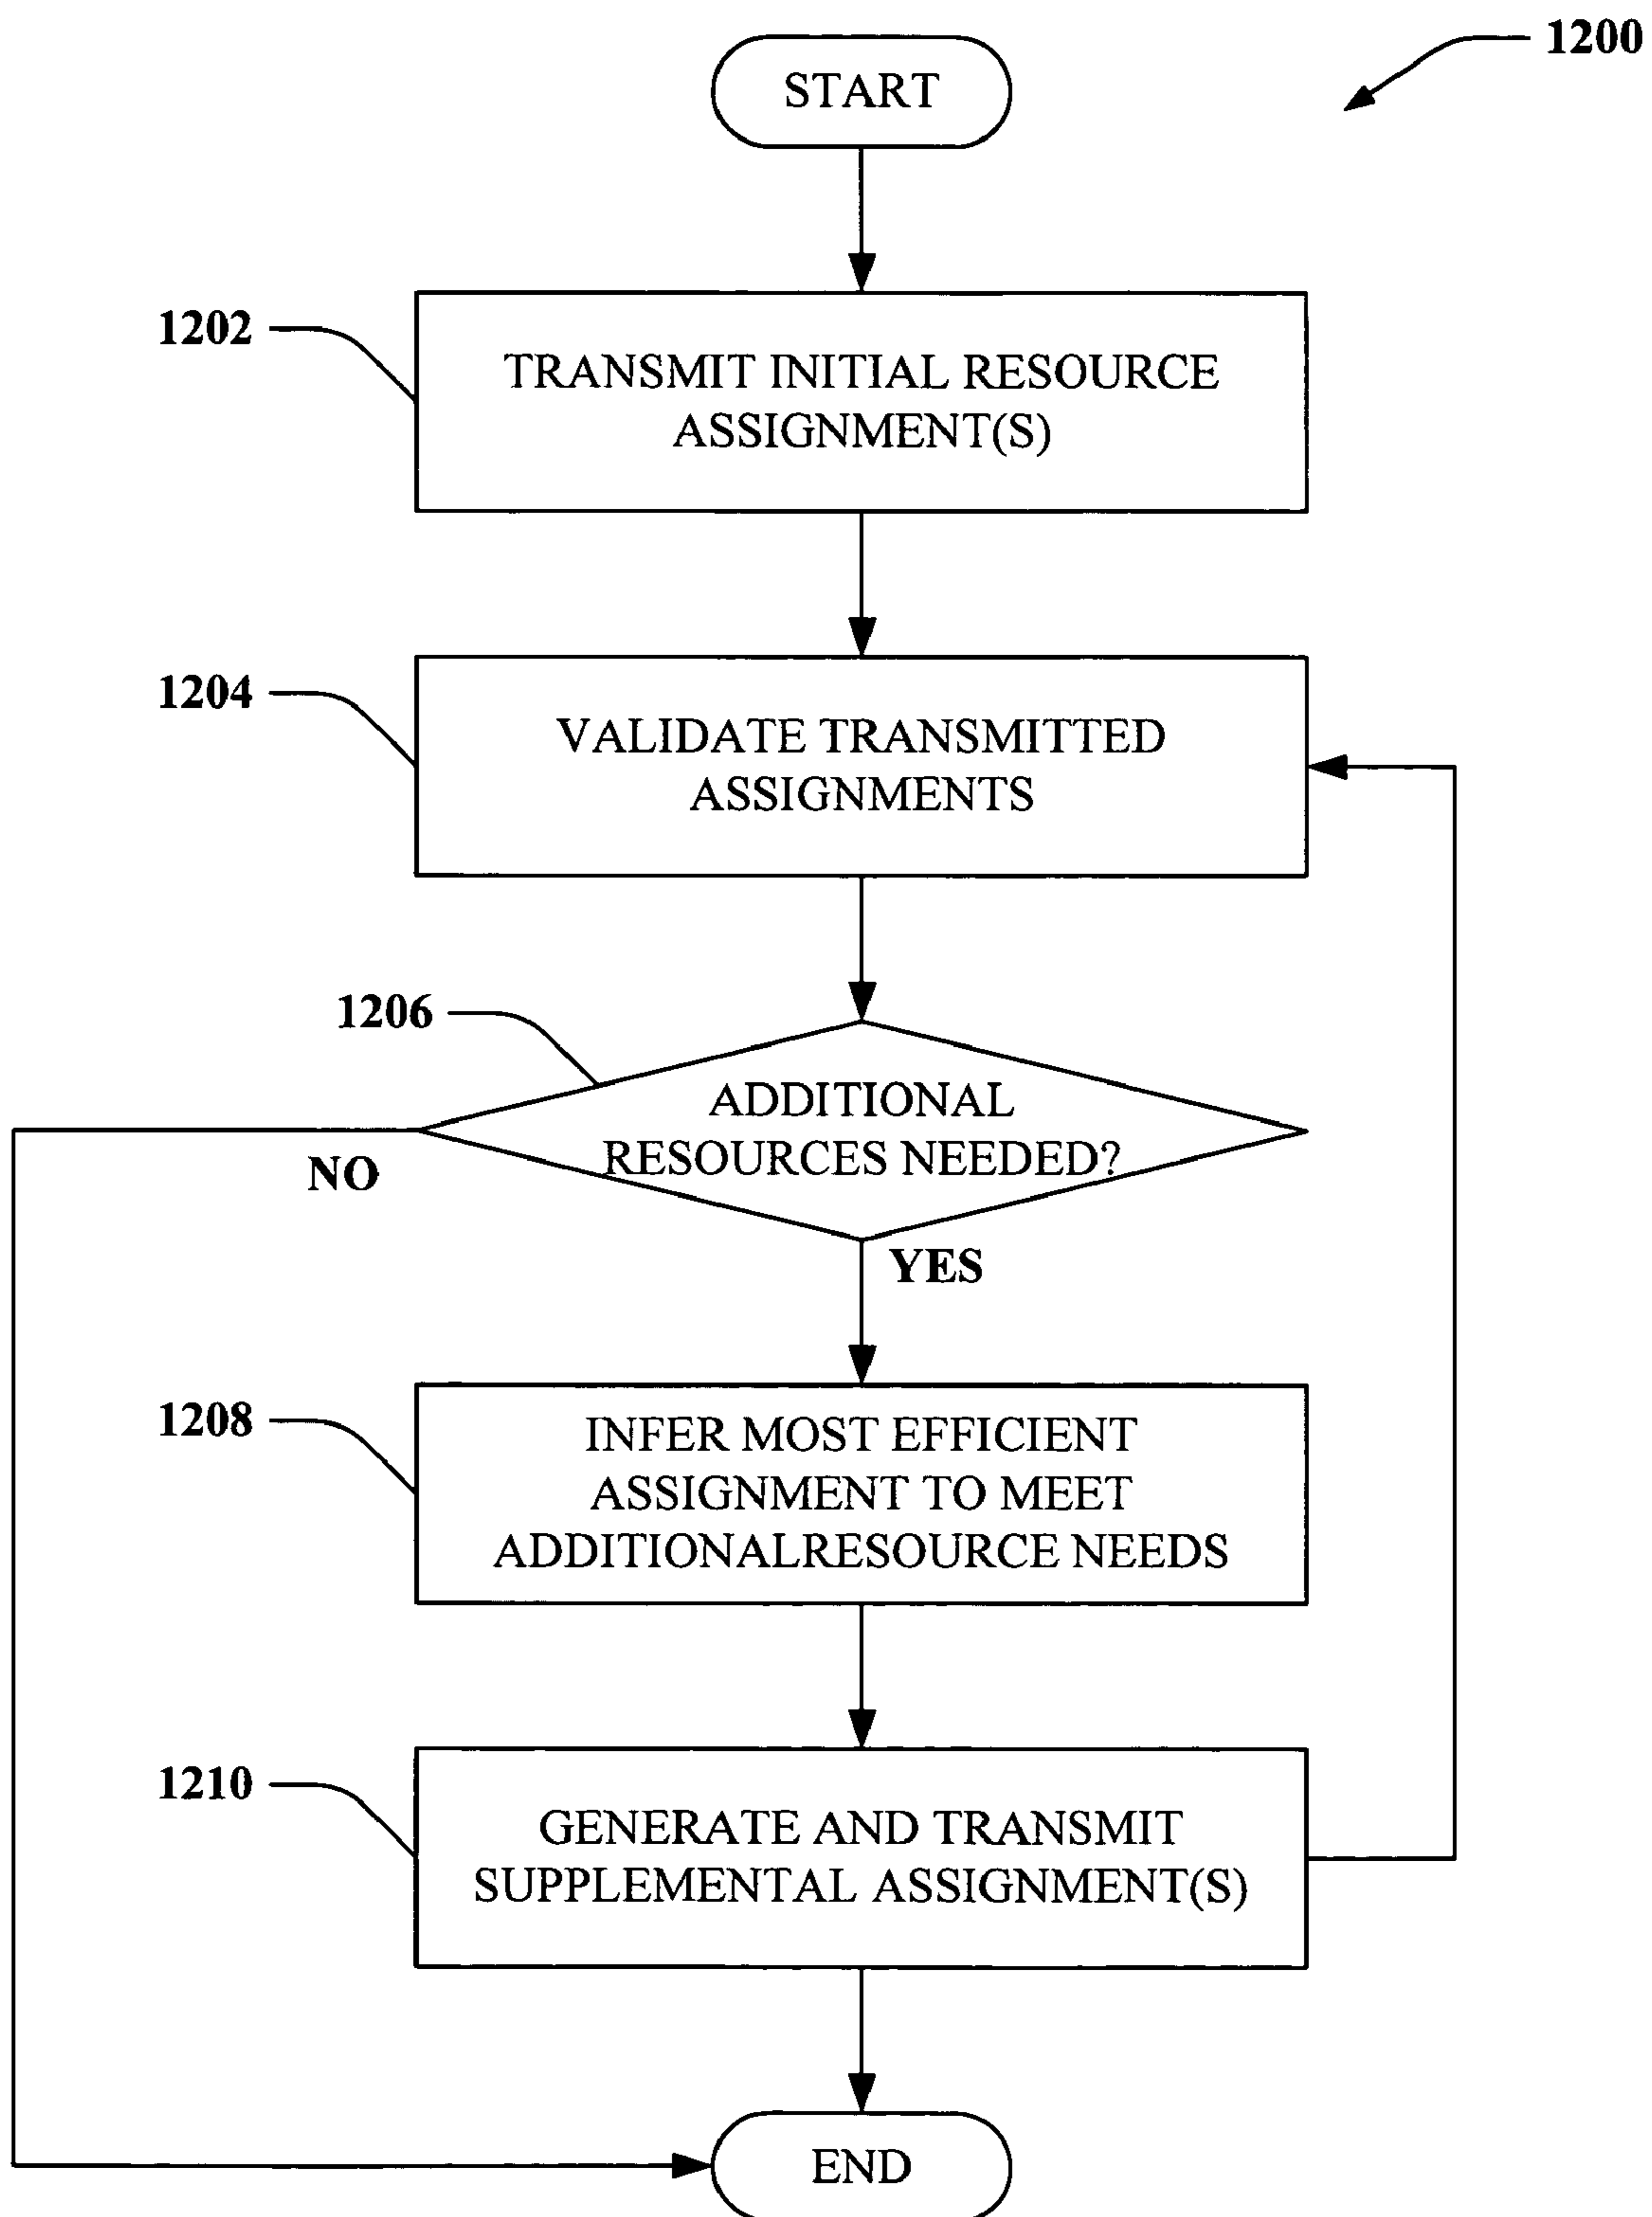 1200
START
1202
TRANSMIT INITIAL RESOURCE
ASSIGNMENT(S)
1204
VALIDATE TRANSMITTED
ASSIGNMENTS
1206
ADDITIONAL
RESOURCES NEEDED?
NO
YES
1208
INFER MOST EFFICIENT
ASSIGNMENT TO MEET
ADDITIONALRESOURCE NEEDS
1210
GENERATE AND TRANSMIT
SUPPLEMENTAL ASSIGNMENT(S)
END